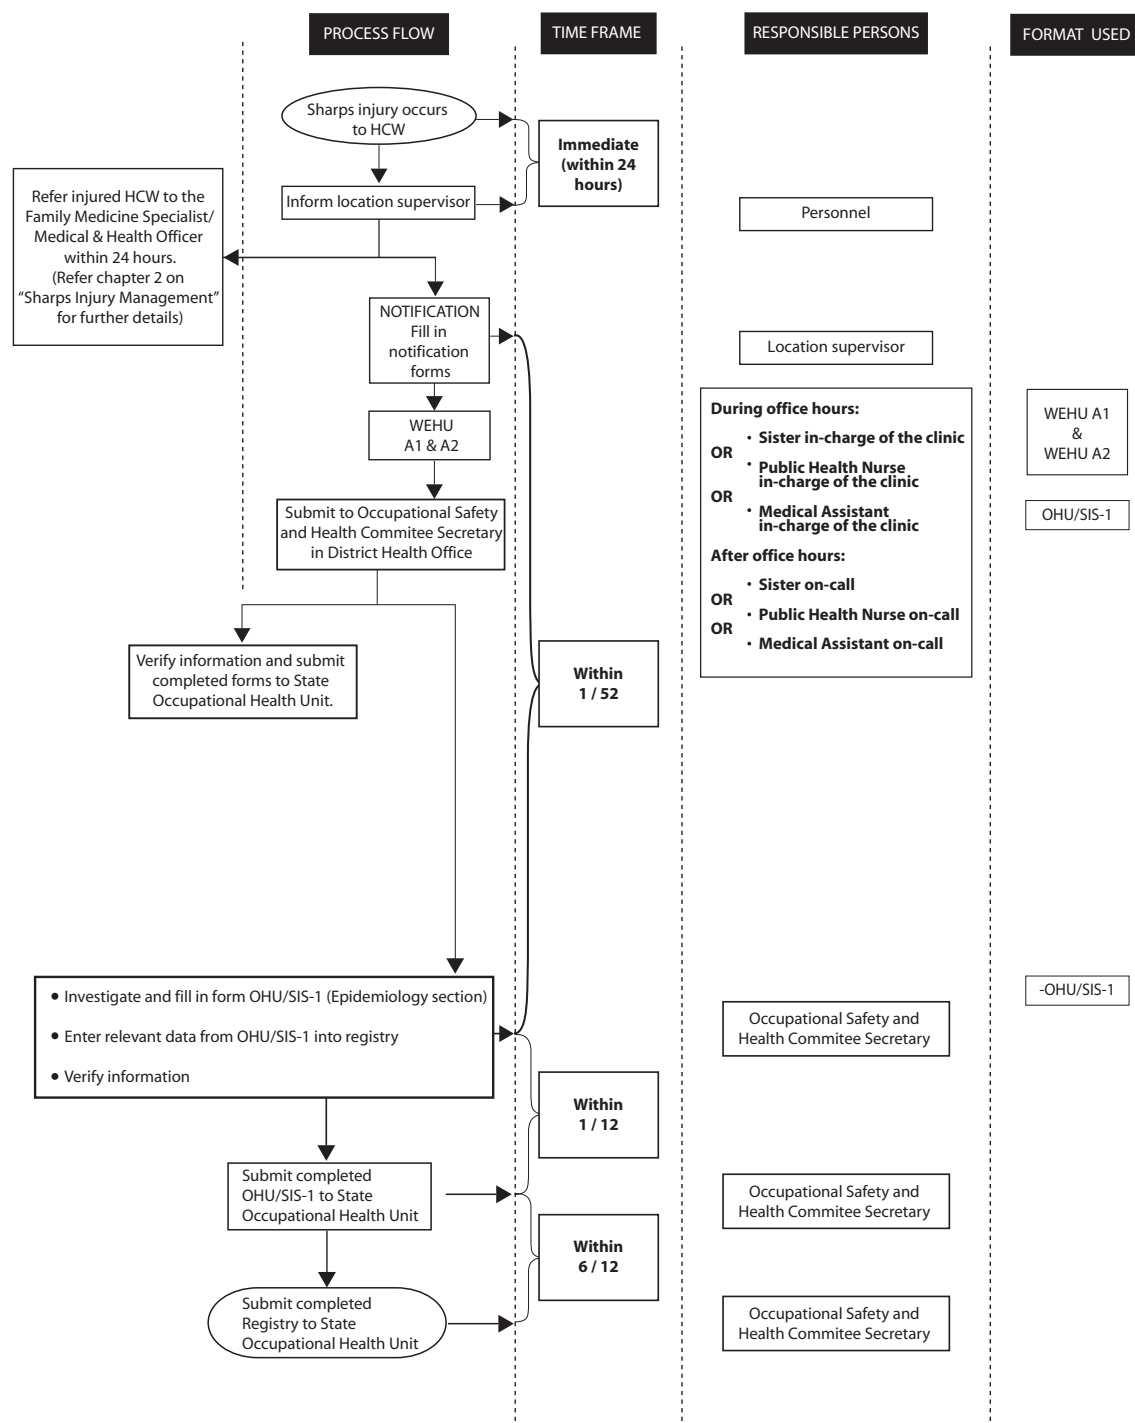 PROCESS FLOW
TIME FRAME
RESPONSIBLE PERSONS
FORMAT USED
Sharps injury occurs
to HCW
Immediate
(within 24
hours)
Inform location supervisor
Personnel
Refer injured HCW to the
Family Medicine Specialist/
Medical & Health Officer
within 24 hours.
(Refer chapter 2 on
“Sharps Injury Management”
for further details)
NOTIFICATION
Fill in
notification
forms
Location supervisor
WEHU
A1 & A2
During office hours:
• Sister in-charge of the clinic
OR
• Public Health Nurse
in-charge of the clinic
OR
• Medical Assistant
in-charge of the clinic
After office hours:
• Sister on-call
OR
• Public Health Nurse on-call
OR
• Medical Assistant on-call
WEHU A1
&
WEHU A2
OHU/SIS-1
Submit to Occupational Safety
and Health Commitee Secretary
in District Health Office
Verify information and submit
completed forms to State
Occupational Health Unit.
Within
1 / 52
• Investigate and fill in form OHU/SIS-1 (Epidemiology section)
• Enter relevant data from OHU/SIS-1 into registry
• Verify information
Occupational Safety and
Health Commitee Secretary
-OHU/SIS-1
Within
1 / 12
Submit completed
OHU/SIS-1 to State
Occupational Health Unit
Occupational Safety and
Health Commitee Secretary
Within
6 / 12
Submit completed
Registry to State
Occupational Health Unit
Occupational Safety and
Health Commitee Secretary